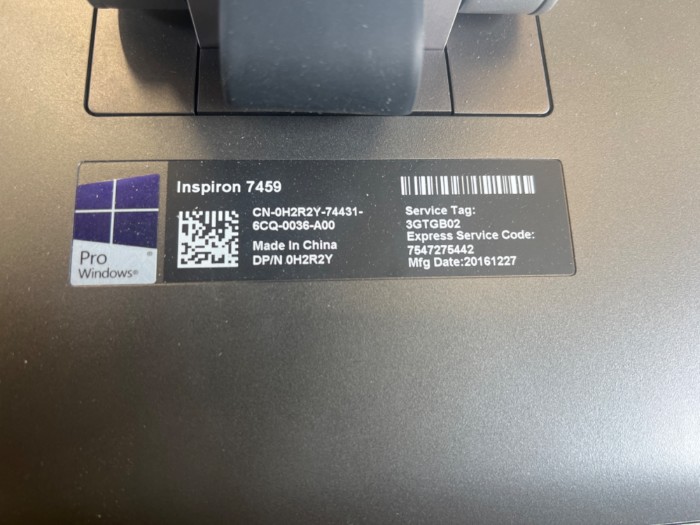 Inspiron 7459
CN-0H2R2Y-74431-
6CQ-0036-A00
Made In China
DP/N 0H2R2Y
Service Tag:
3GTGB02
Express Service Code:
7547275442
Mfg Date:20161227
Pro
Windows®